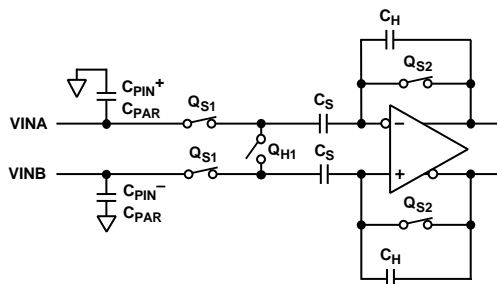 CH
QS2
CPIN+
CPAR
QS1
CS
VINA
−
QH1
VINB
QS1
CS
+
CPIN−
CPAR
QS2
CH